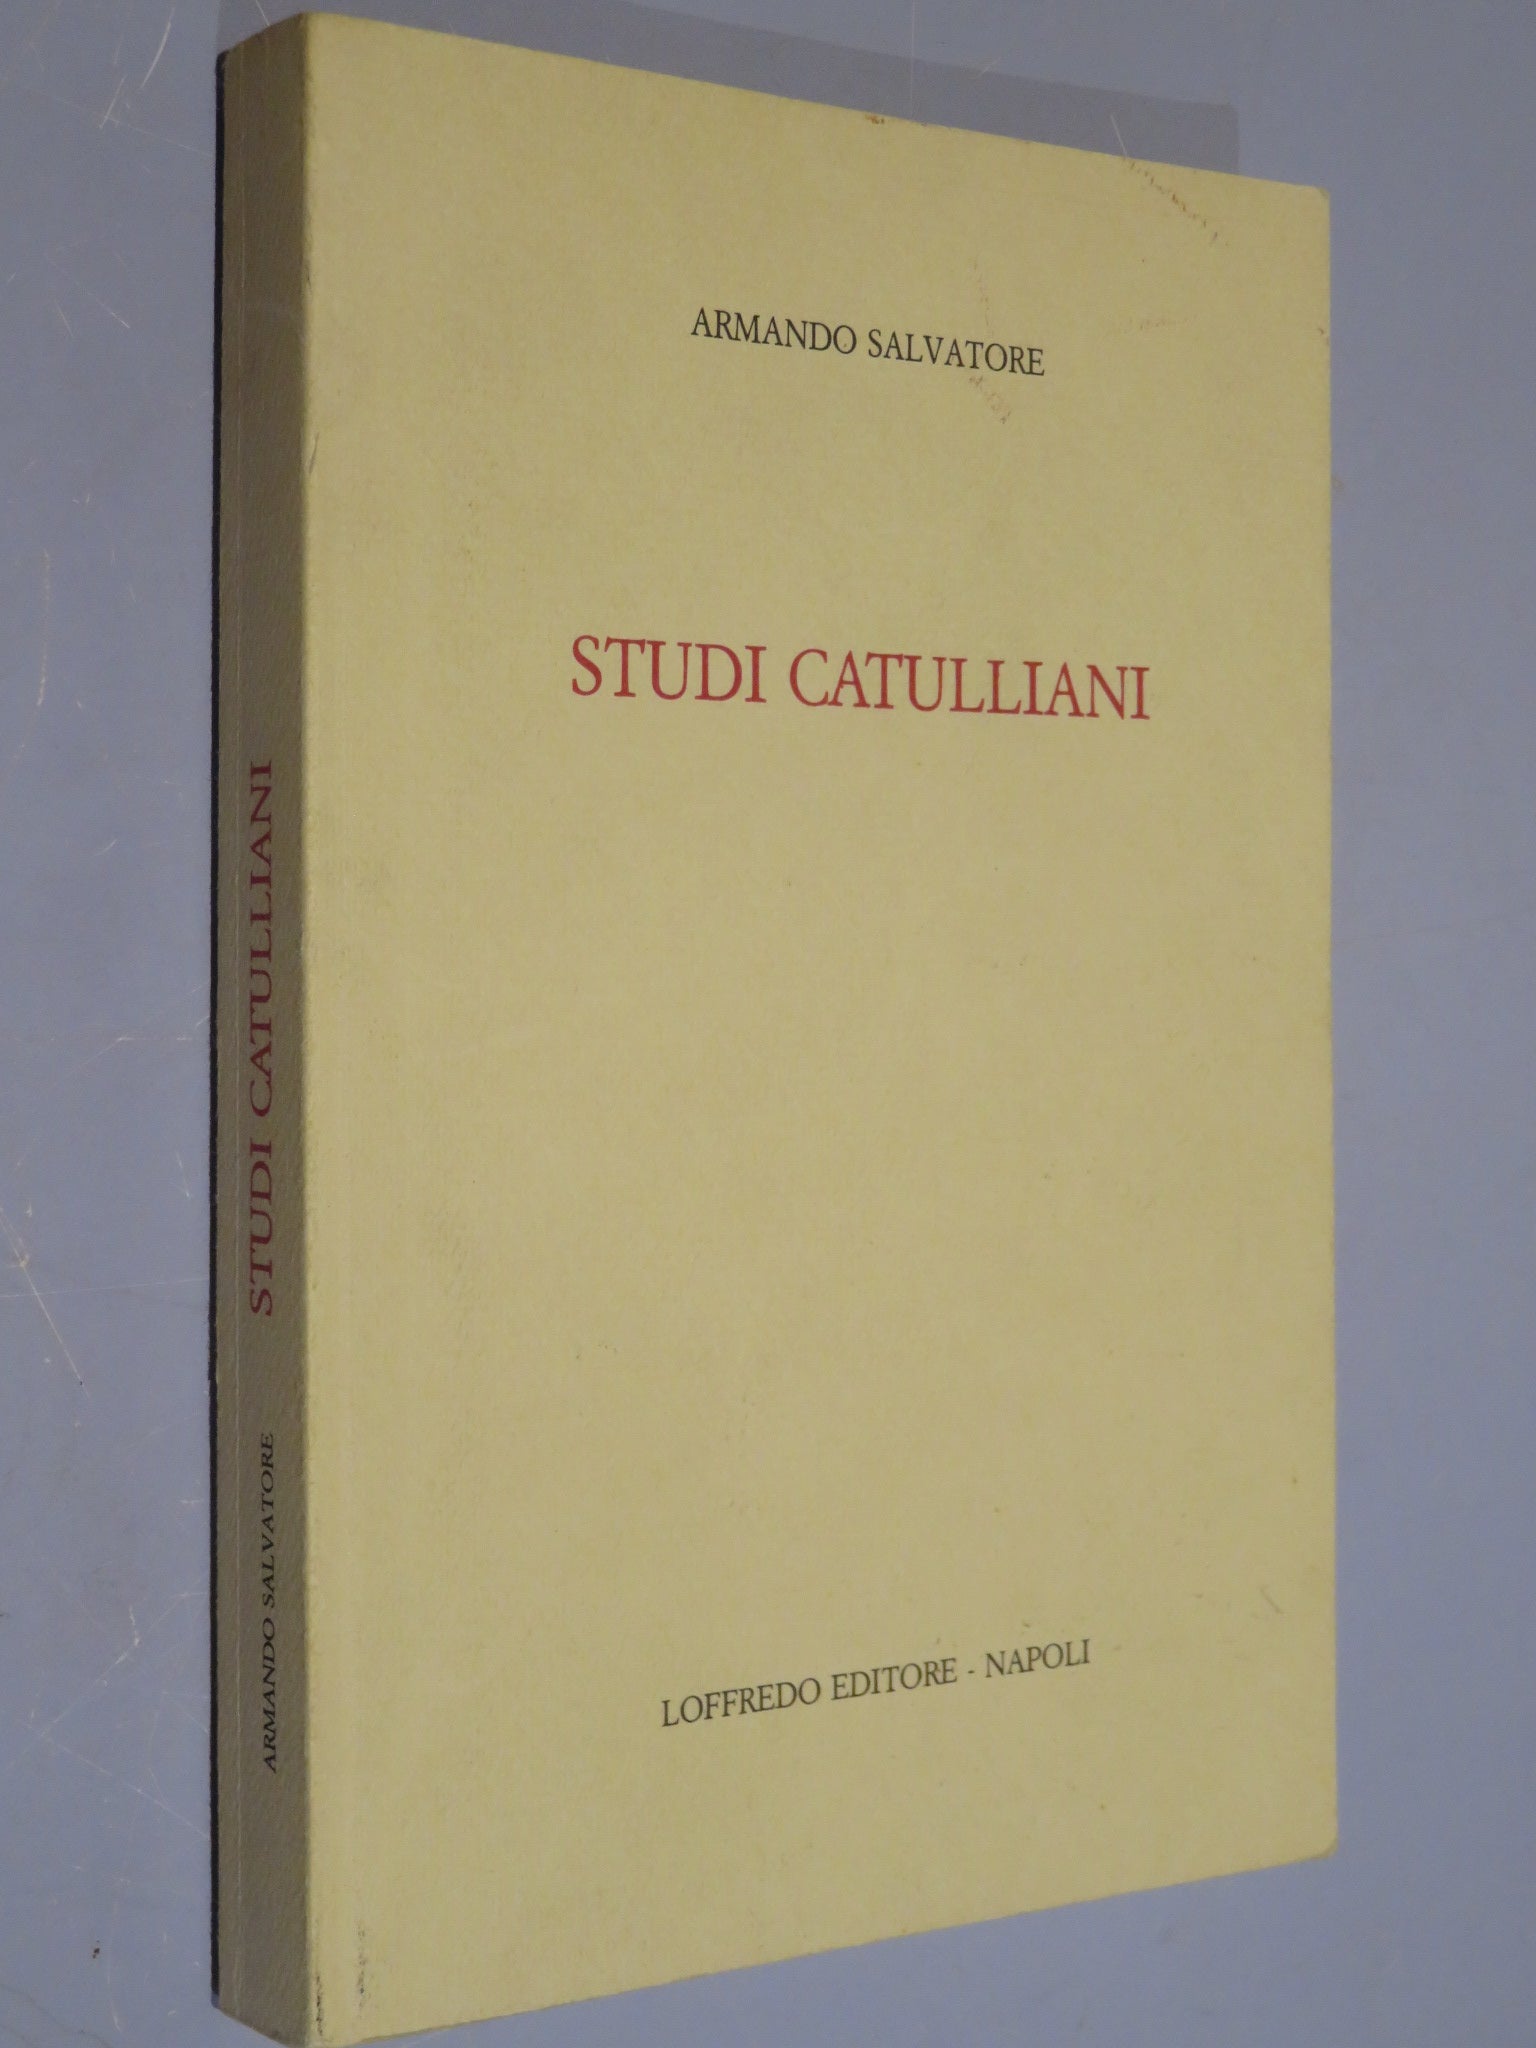 ARMANDO SALVATORE
STUDI CATULLIANI
LOFFREDO EDITORE - NAPOLI
ARMANDO SALVATORE
STUDI CATULLIANI